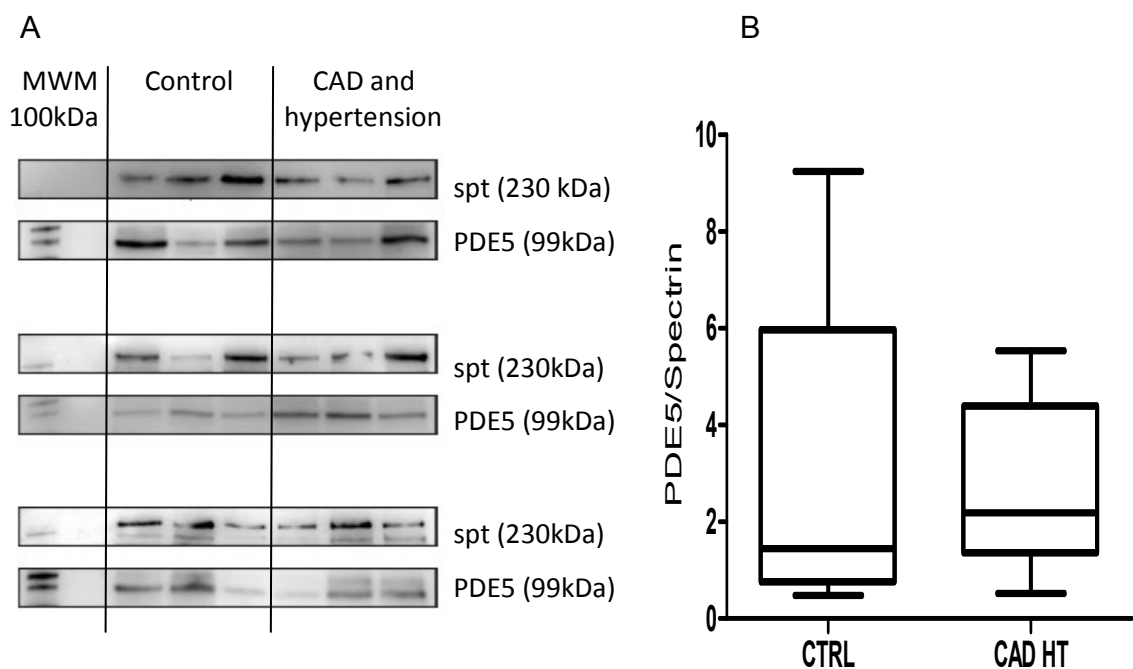 A
MWM
100kDa
Control
CAD and
hypertension
spt (230 kDa)
PDE5 (99kDa)
spt (230kDa)
PDE5 (99kDa)
spt (230kDa)
PDE5 (99kDa)
B
PDE5/Spectrin
10
8
6
4
2
0
CTRL
CAD HT